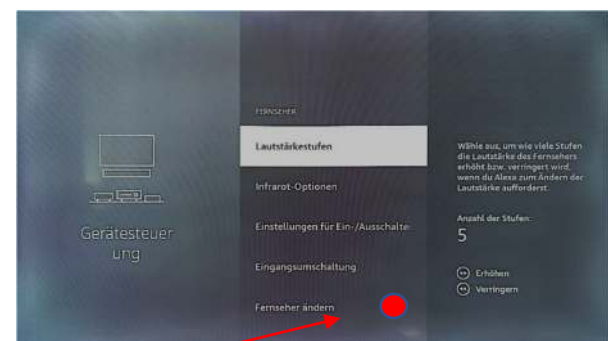 FERNSEHER
Lautstärkestufen
Infrarot-Optionen
Einstellungen für Ein-/Ausschalte
Eingangsumschaltung
Fernseher ändern
Gerätesteuer
ung
Wähle aus, um wie viele Stufen
die Lautstärke des Fernsehers
erhöht bzw. verringert wird,
wenn du Alexa zum Ändern der
Lautstärke aufforderst.
Anzahl der Stufen:
5
Erhöhen
Verringern